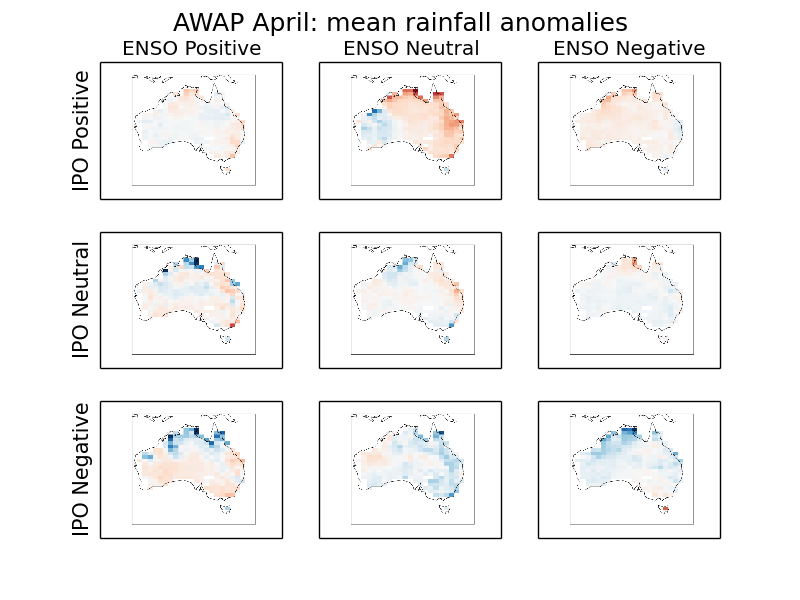 AWAP April: mean rainfall anomalies
ENSO Positive
ENSO Neutral
ENSO Negative
IPO Positive
IPO Neutral
IPO Negative